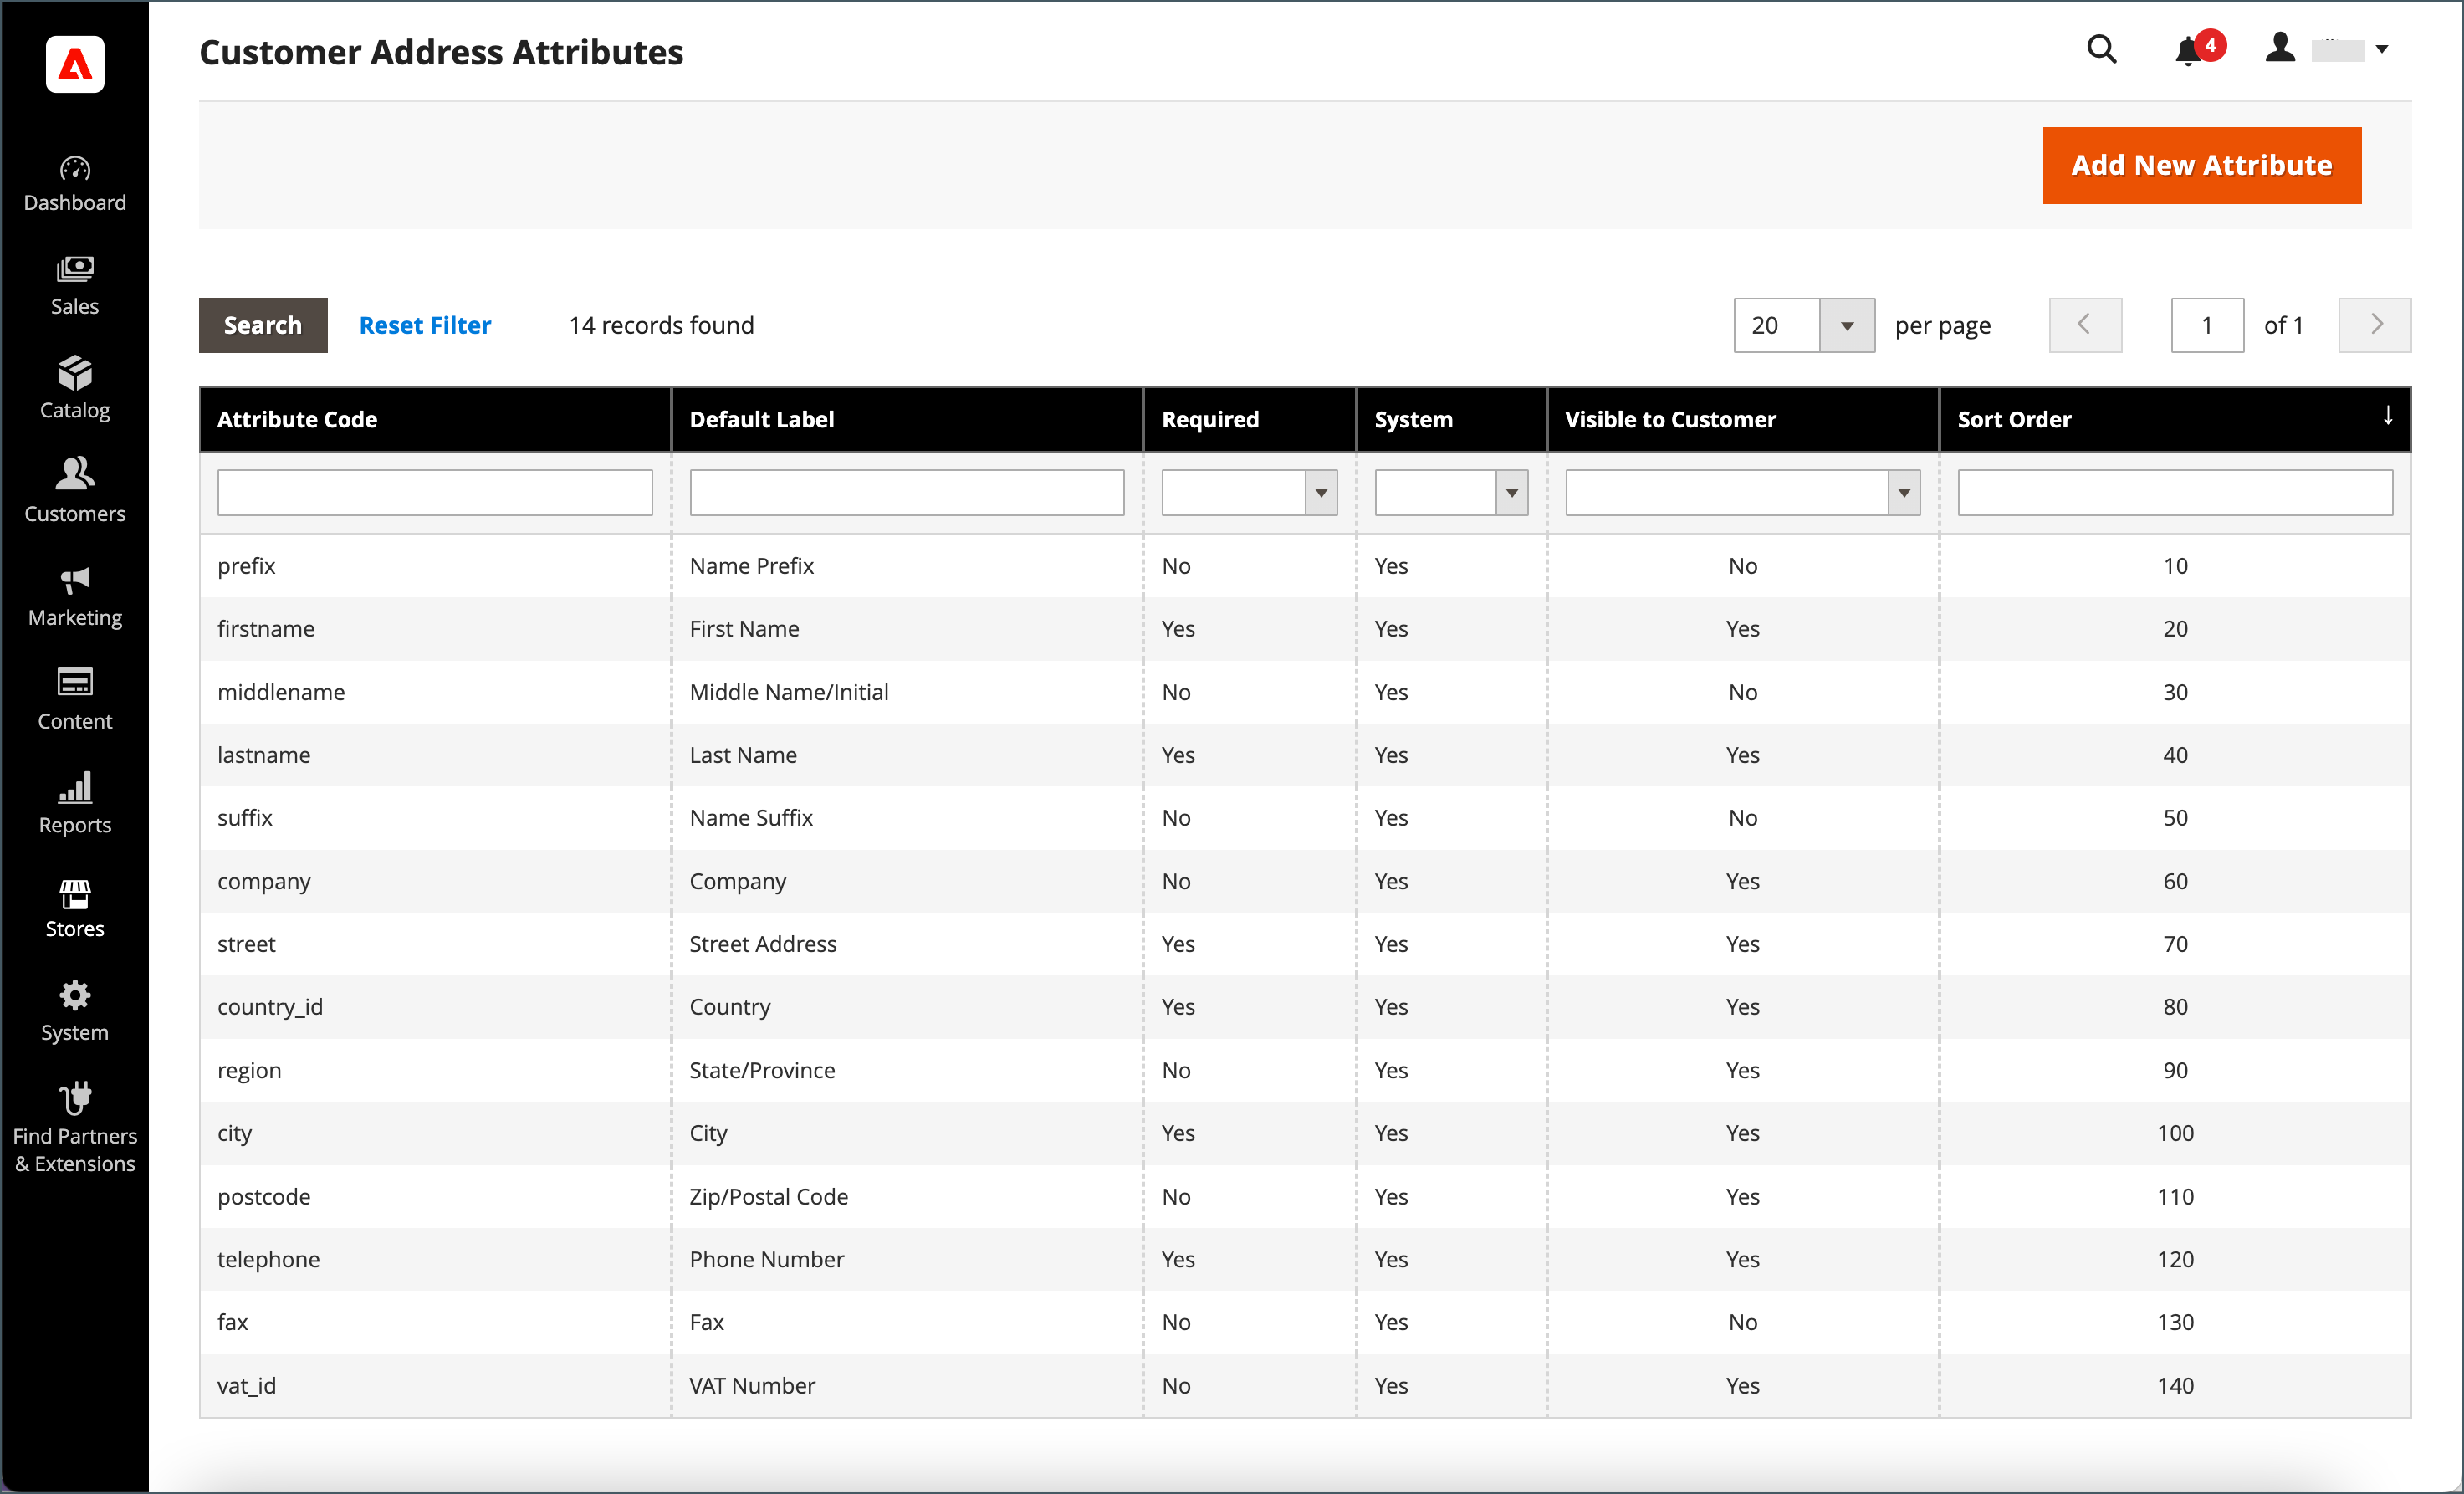 Customer Address Attributes
4
Dashboard
Sales
Catalog
Customers
Marketing
Content
Reports
Stores
System
Find Partners
& Extensions
Add New Attribute
Search Reset Filter 14 records found 20 per page 1 of 1
Attribute Code Default Label Required System Visible to Customer Sort Order ↓
prefix Name Prefix No Yes No 10
firstname First Name Yes Yes Yes 20
middlename Middle Name/Initial No Yes No 30
lastname Last Name Yes Yes Yes 40
suffix Name Suffix No Yes No 50
company Company No Yes Yes 60
street Street Address Yes Yes Yes 70
country_id Country Yes Yes Yes 80
region State/Province No Yes Yes 90
city City Yes Yes Yes 100
postcode Zip/Postal Code No Yes Yes 110
telephone Phone Number Yes Yes Yes 120
fax Fax No Yes No 130
vat_id VAT Number No Yes Yes 140